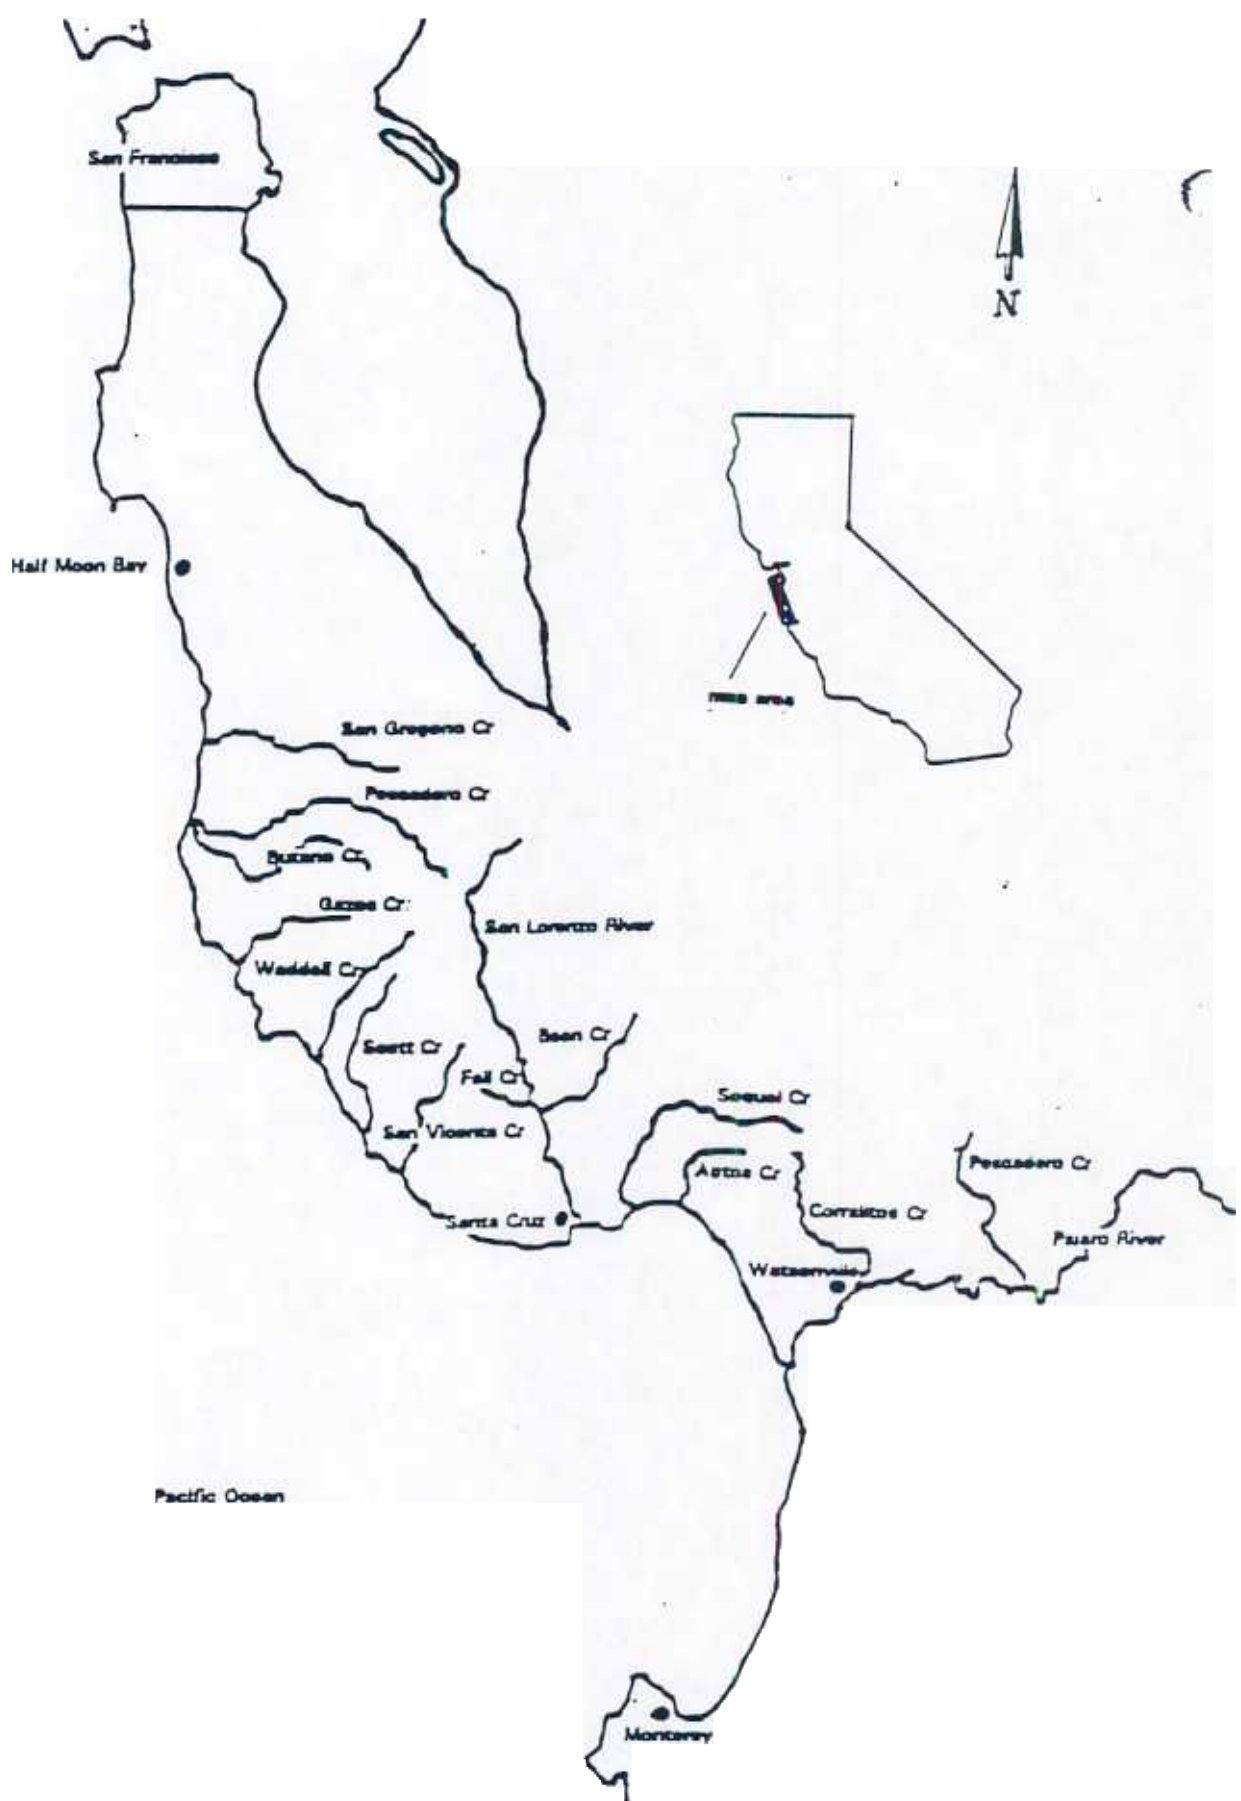 San Francisco
N
Half Moon Bay
area
San Gregorio Cr
Pescadero Cr
Butano Cr
Gazos Cr
San Lorenzo River
Waddell Cr
Scott Cr
Bean Cr
Fall Cr
Soquel Cr
San Vicente Cr
Pescadero Cr
Aptos Cr
Corralitos Cr
Santa Cruz
Pajaro River
Watsonville
Pacific Ocean
Monterey